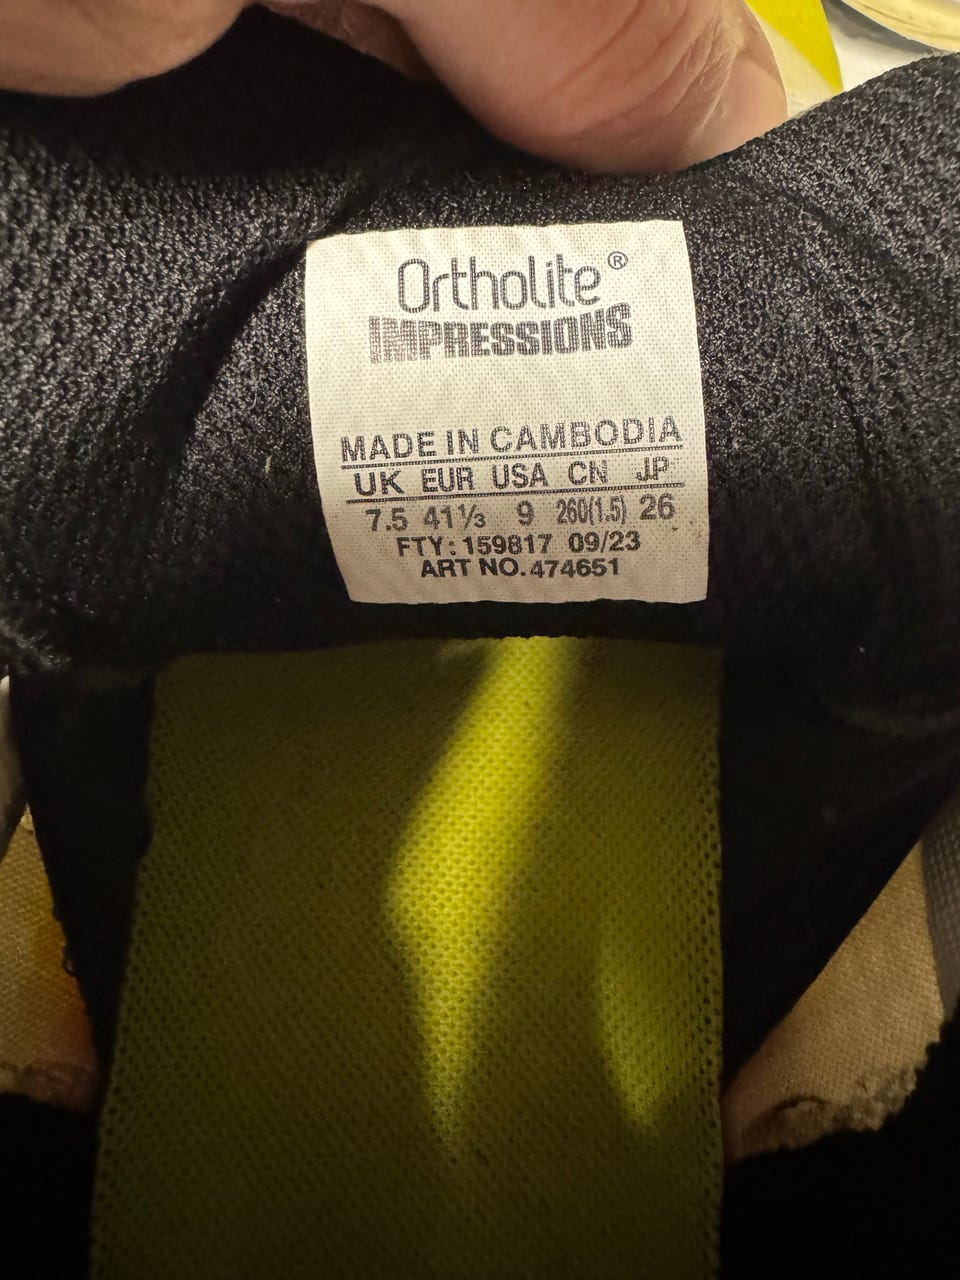 Ortholite®
IMPRESSIONS
MADE IN CAMBODIA
UK EUR USA CN JP
7.5 41⅓ 9 260(1.5) 26
FTY: 159817 09/23
ART NO. 474651